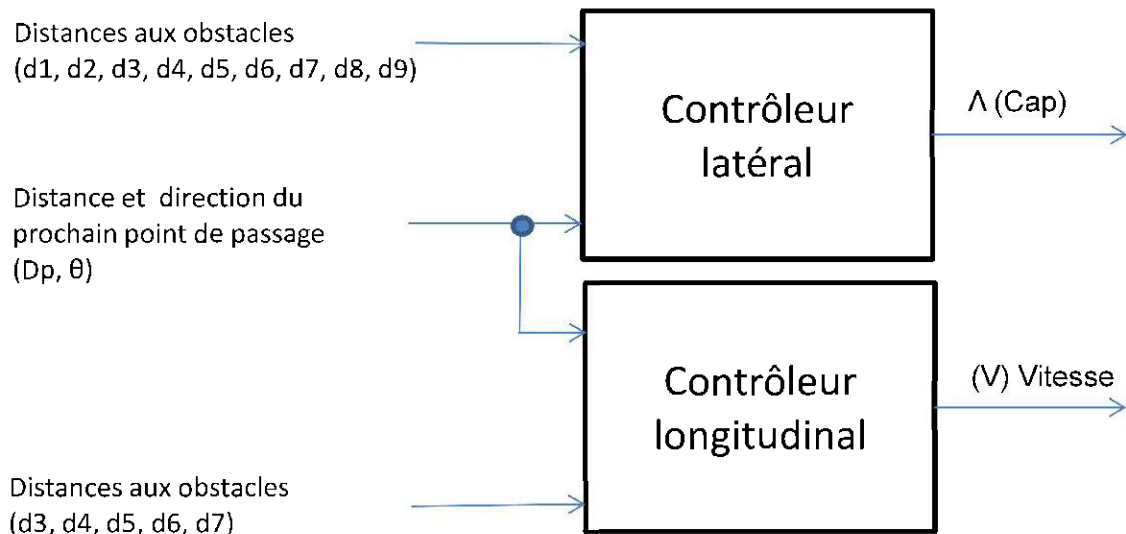 Distances aux obstacles
(d1, d2, d3, d4, d5, d6, d7, d8, d9)
Contrôleur
latéral
Λ (Cap)
Distance et direction du
prochain point de passage
(Dp, θ)
Contrôleur
longitudinal
(V) Vitesse
Distances aux obstacles
(d3, d4, d5, d6, d7)